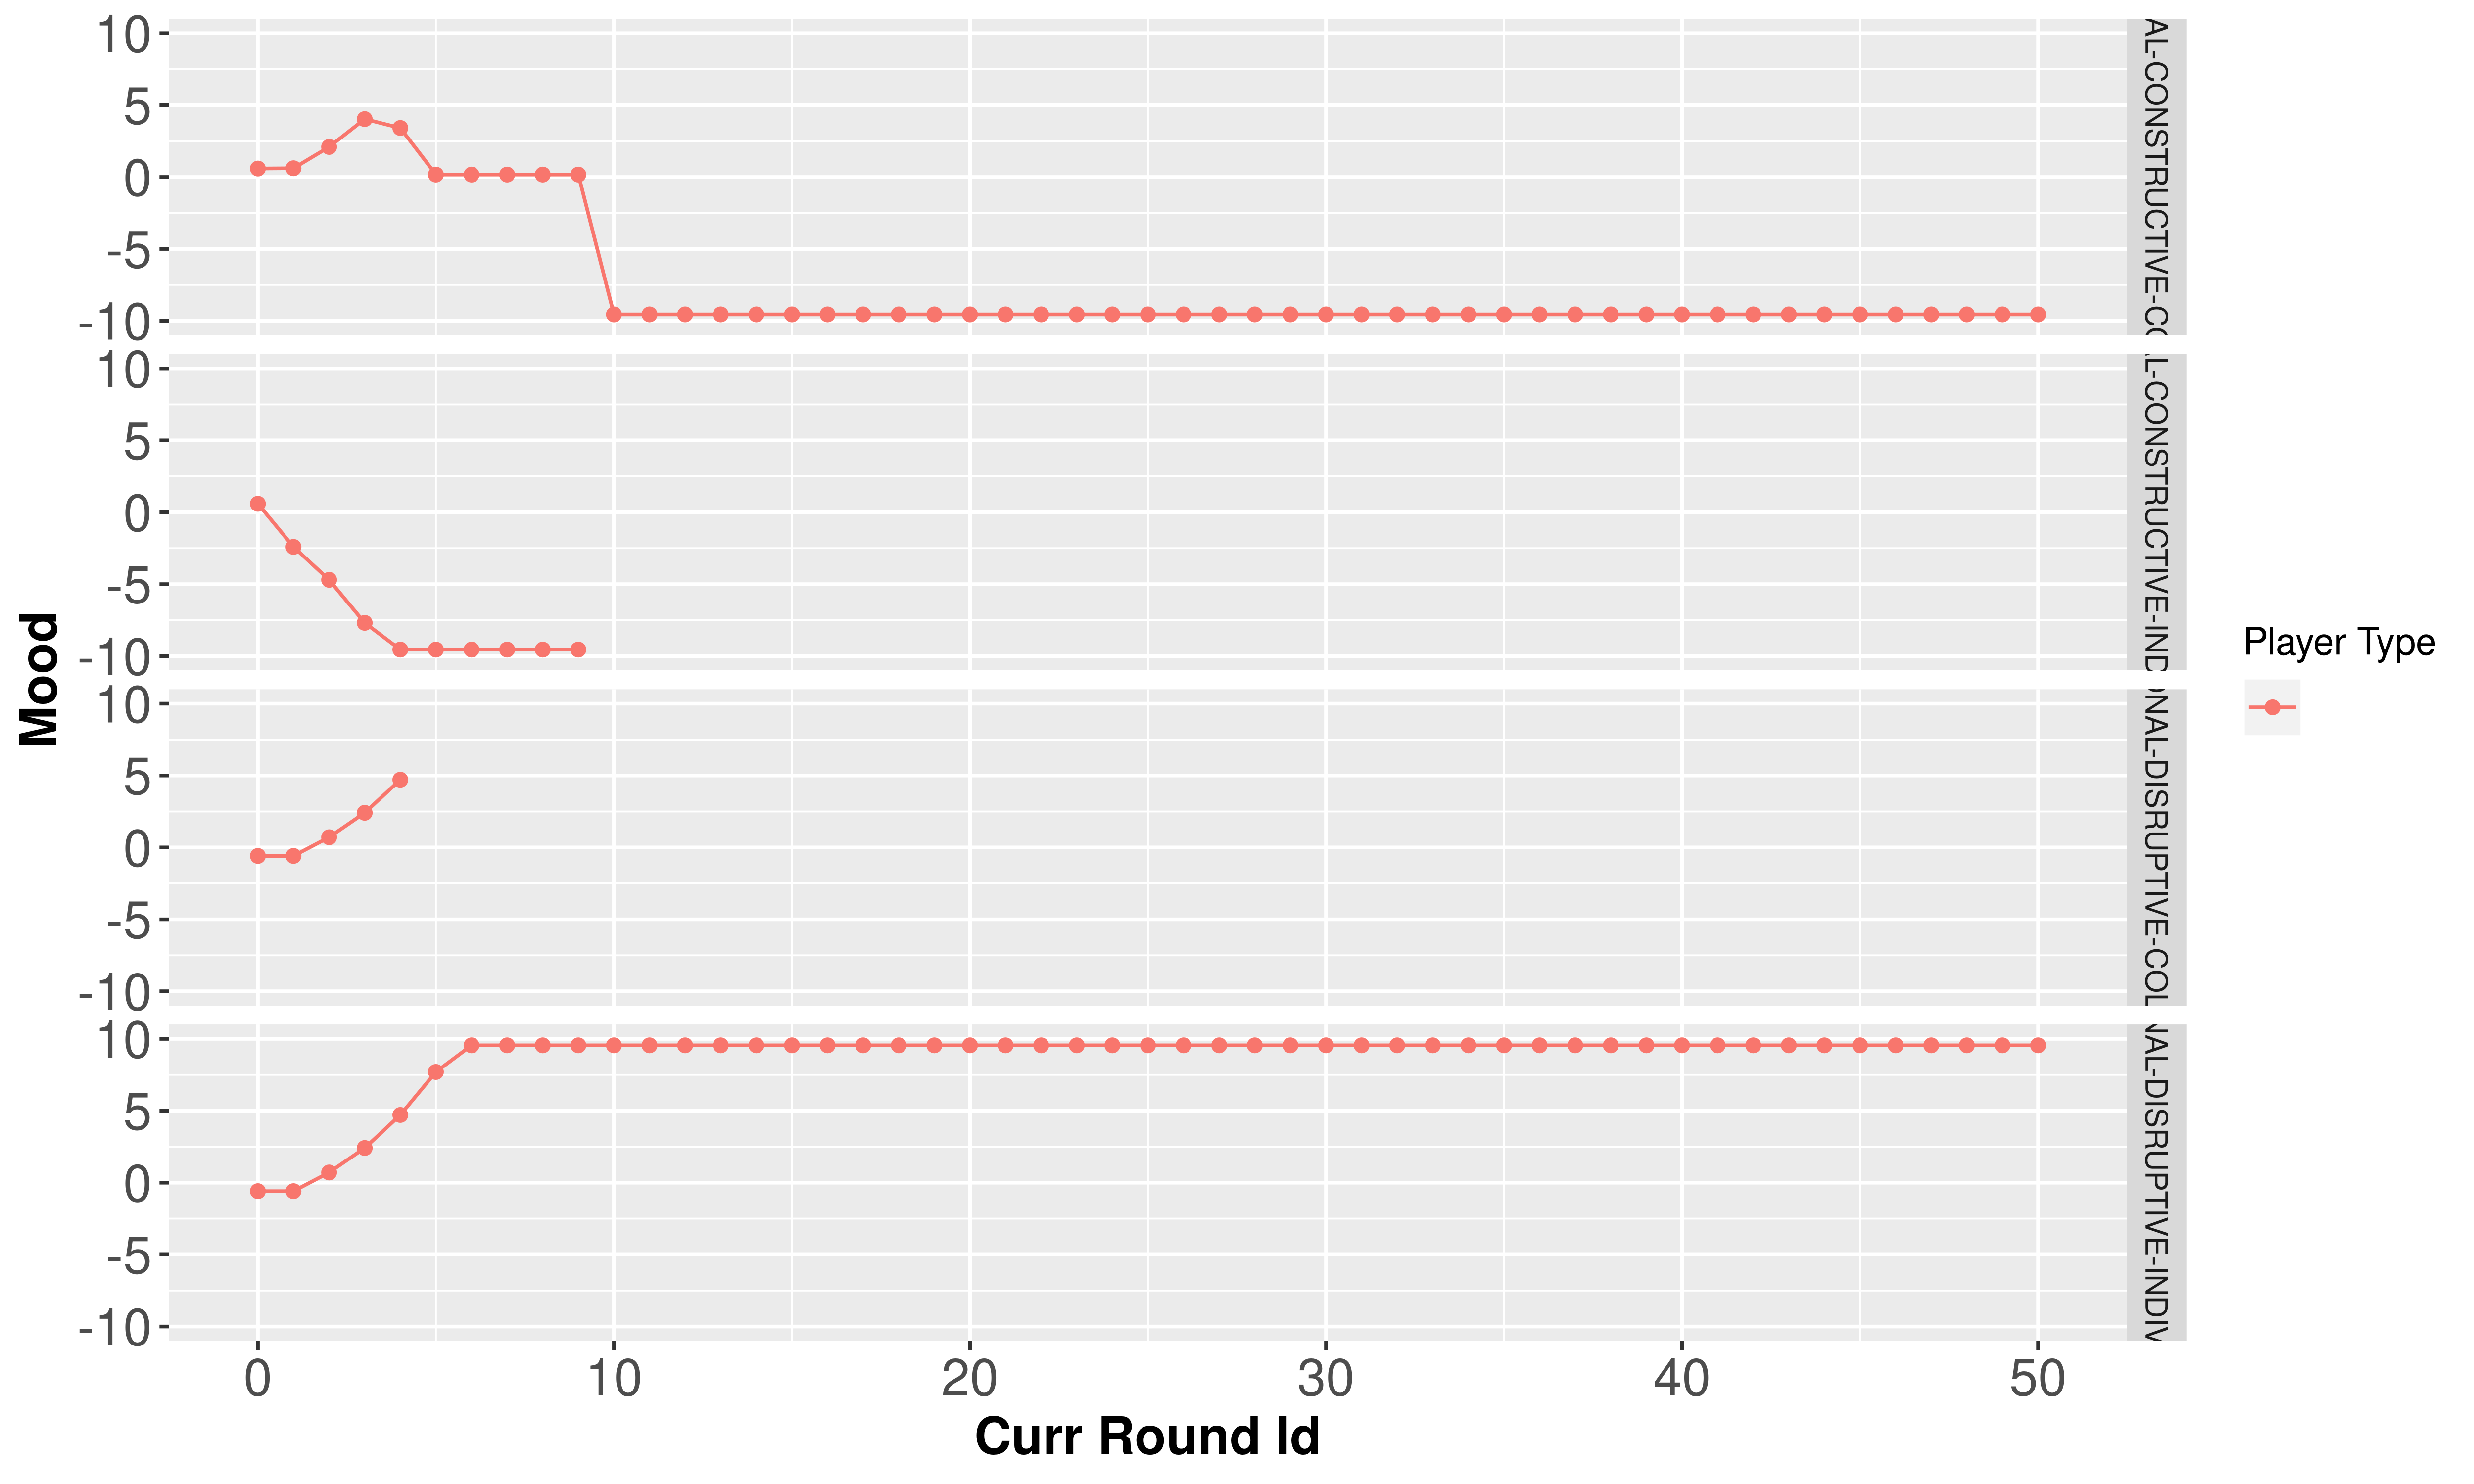 10
5
0
-5
-10
AL-CONSTRUCTIVE-CO
10
5
0
-5
-10
L-CONSTRUCTIVE-IND
10
5
0
-5
-10
NAL-DISRUPTIVE-COL
10
5
0
-5
-10
AL-DISRUPTIVE-INDIV
0 10 20 30 40 50
Curr Round Id
Mood
Player Type